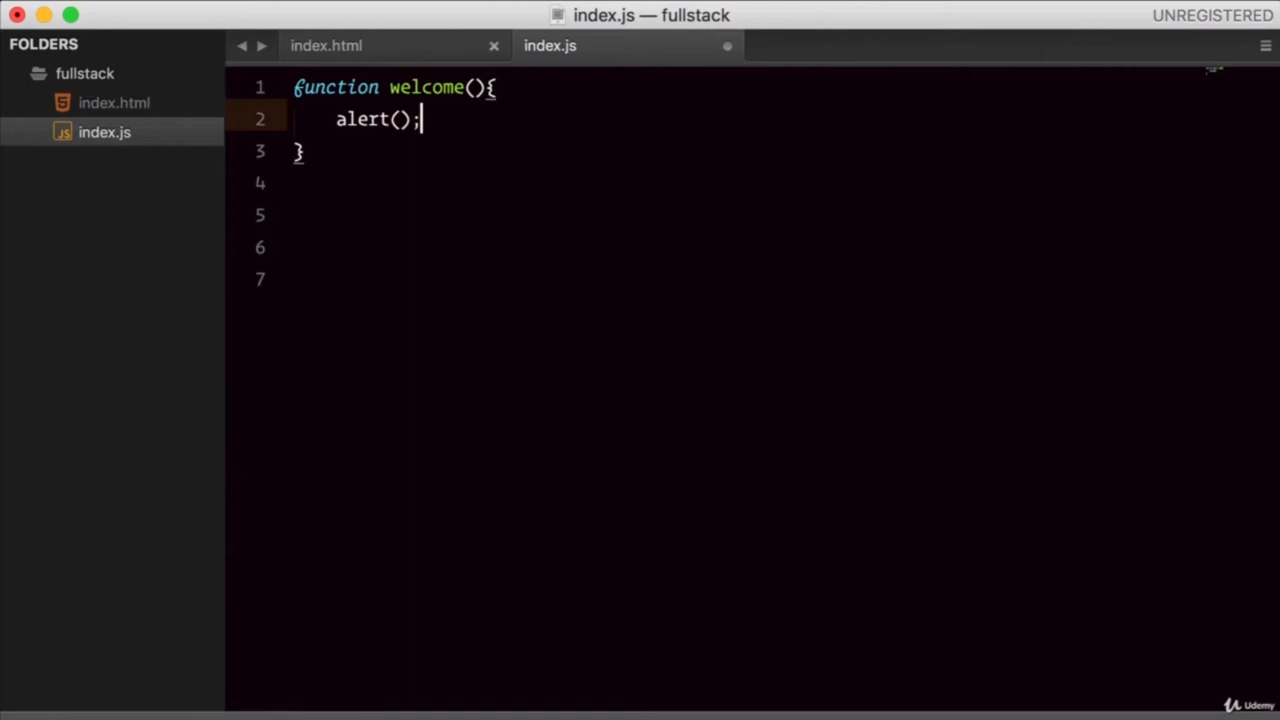 index.js — fullstack
UNREGISTERED
FOLDERS
fullstack
index.html
index.js
index.html
index.js
1 function welcome(){
2 alert();
3 }
4
5
6
7
Udemy